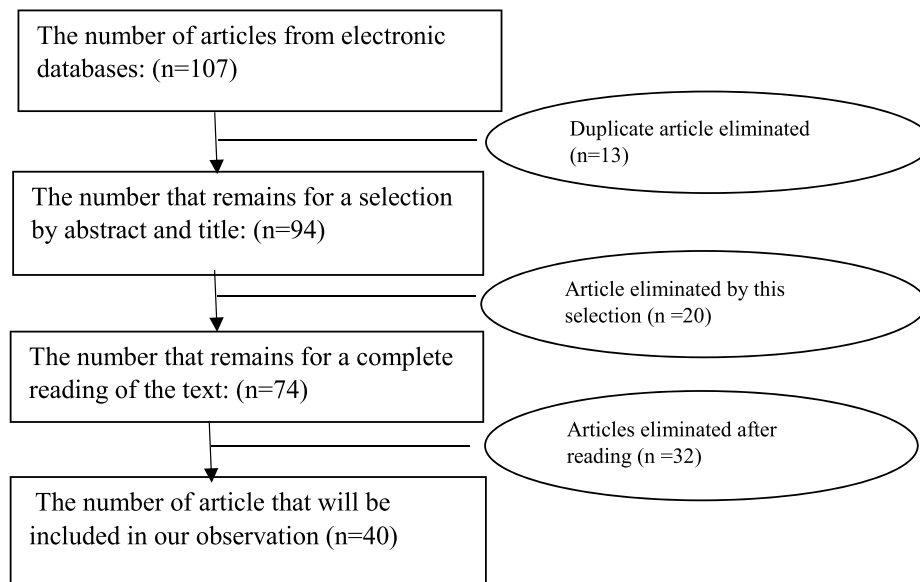 The number of articles from electronic
databases: (n=107)
Duplicate article eliminated
(n=13)
The number that remains for a selection
by abstract and title: (n=94)
Article eliminated by this
selection (n =20)
The number that remains for a complete
reading of the text: (n=74)
Articles eliminated after
reading (n =32)
The number of article that will be
included in our observation (n=40)